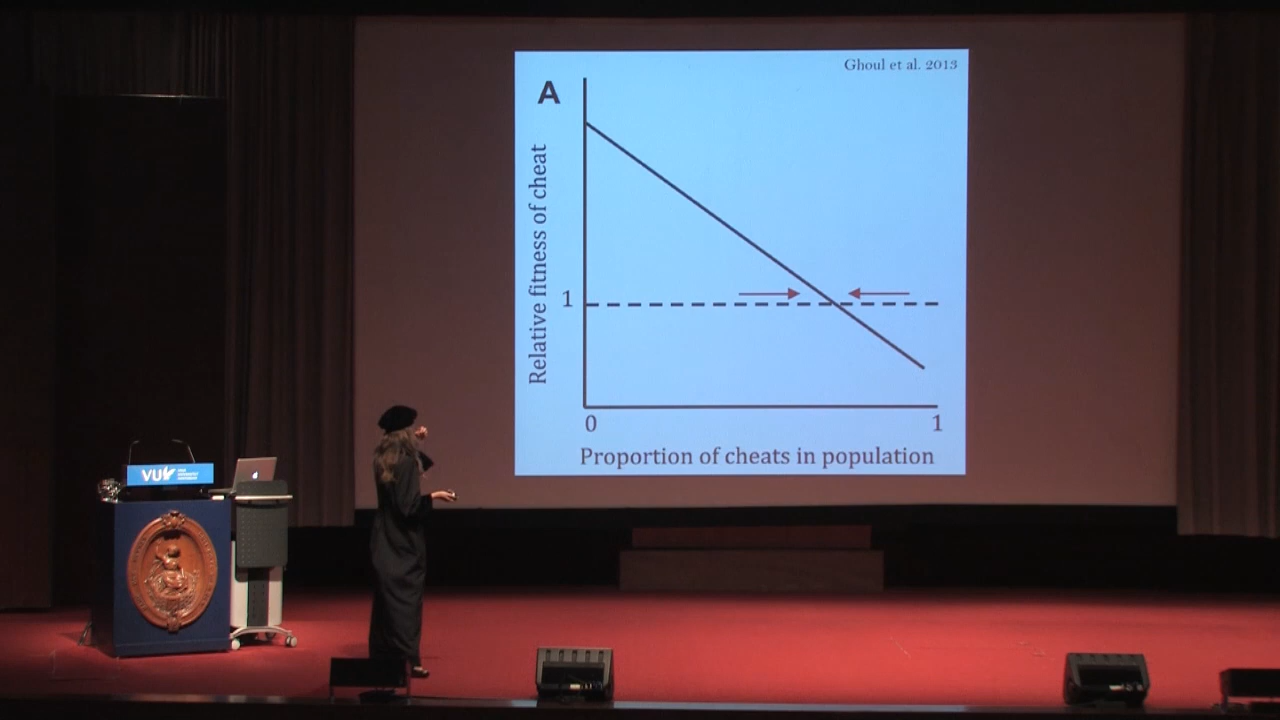 Ghoul et al. 2013
A
Relative fitness of cheat
1
0
1
Proportion of cheats in population
VU